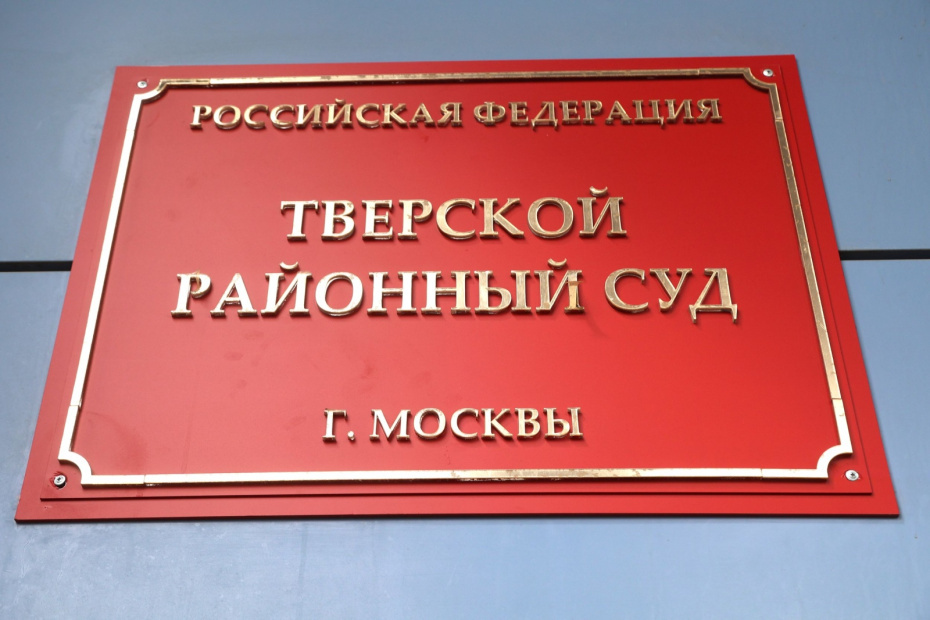 РОССИЙСКАЯ ФЕДЕРАЦИЯ
ТВЕРСКОЙ
РАЙОННЫЙ СУД
Г. МОСКВЫ